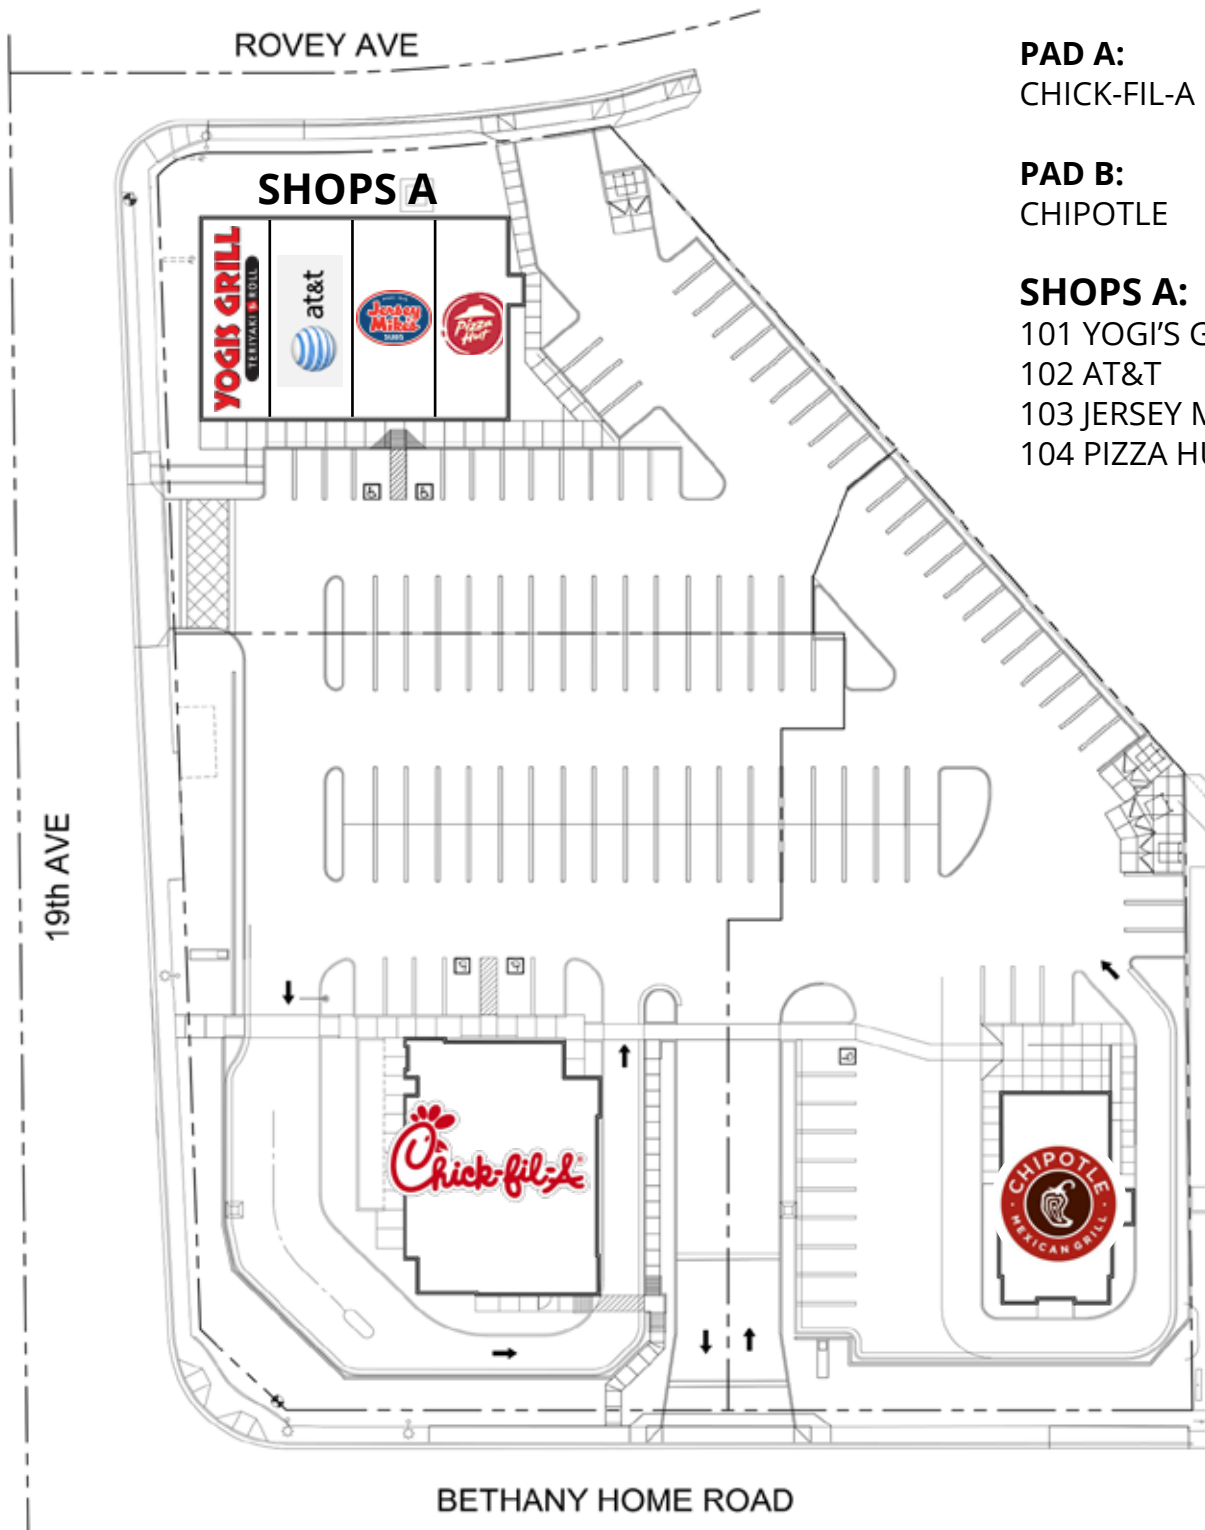 ROVEY AVE
PAD A:
CHICK-FIL-A
PAD B:
CHIPOTLE
SHOPS A:
101 YOGI'S G
102 AT&T
103 JERSEY M
104 PIZZA HU
SHOPS A
YOGIS GRILL
TERIYAKI & ROLL
at&t
Jersey
Mike's
SUBS
Pizza
Hut
19th AVE
Chick-fil-A
CHIPOTLE
MEXICAN GRILL
BETHANY HOME ROAD